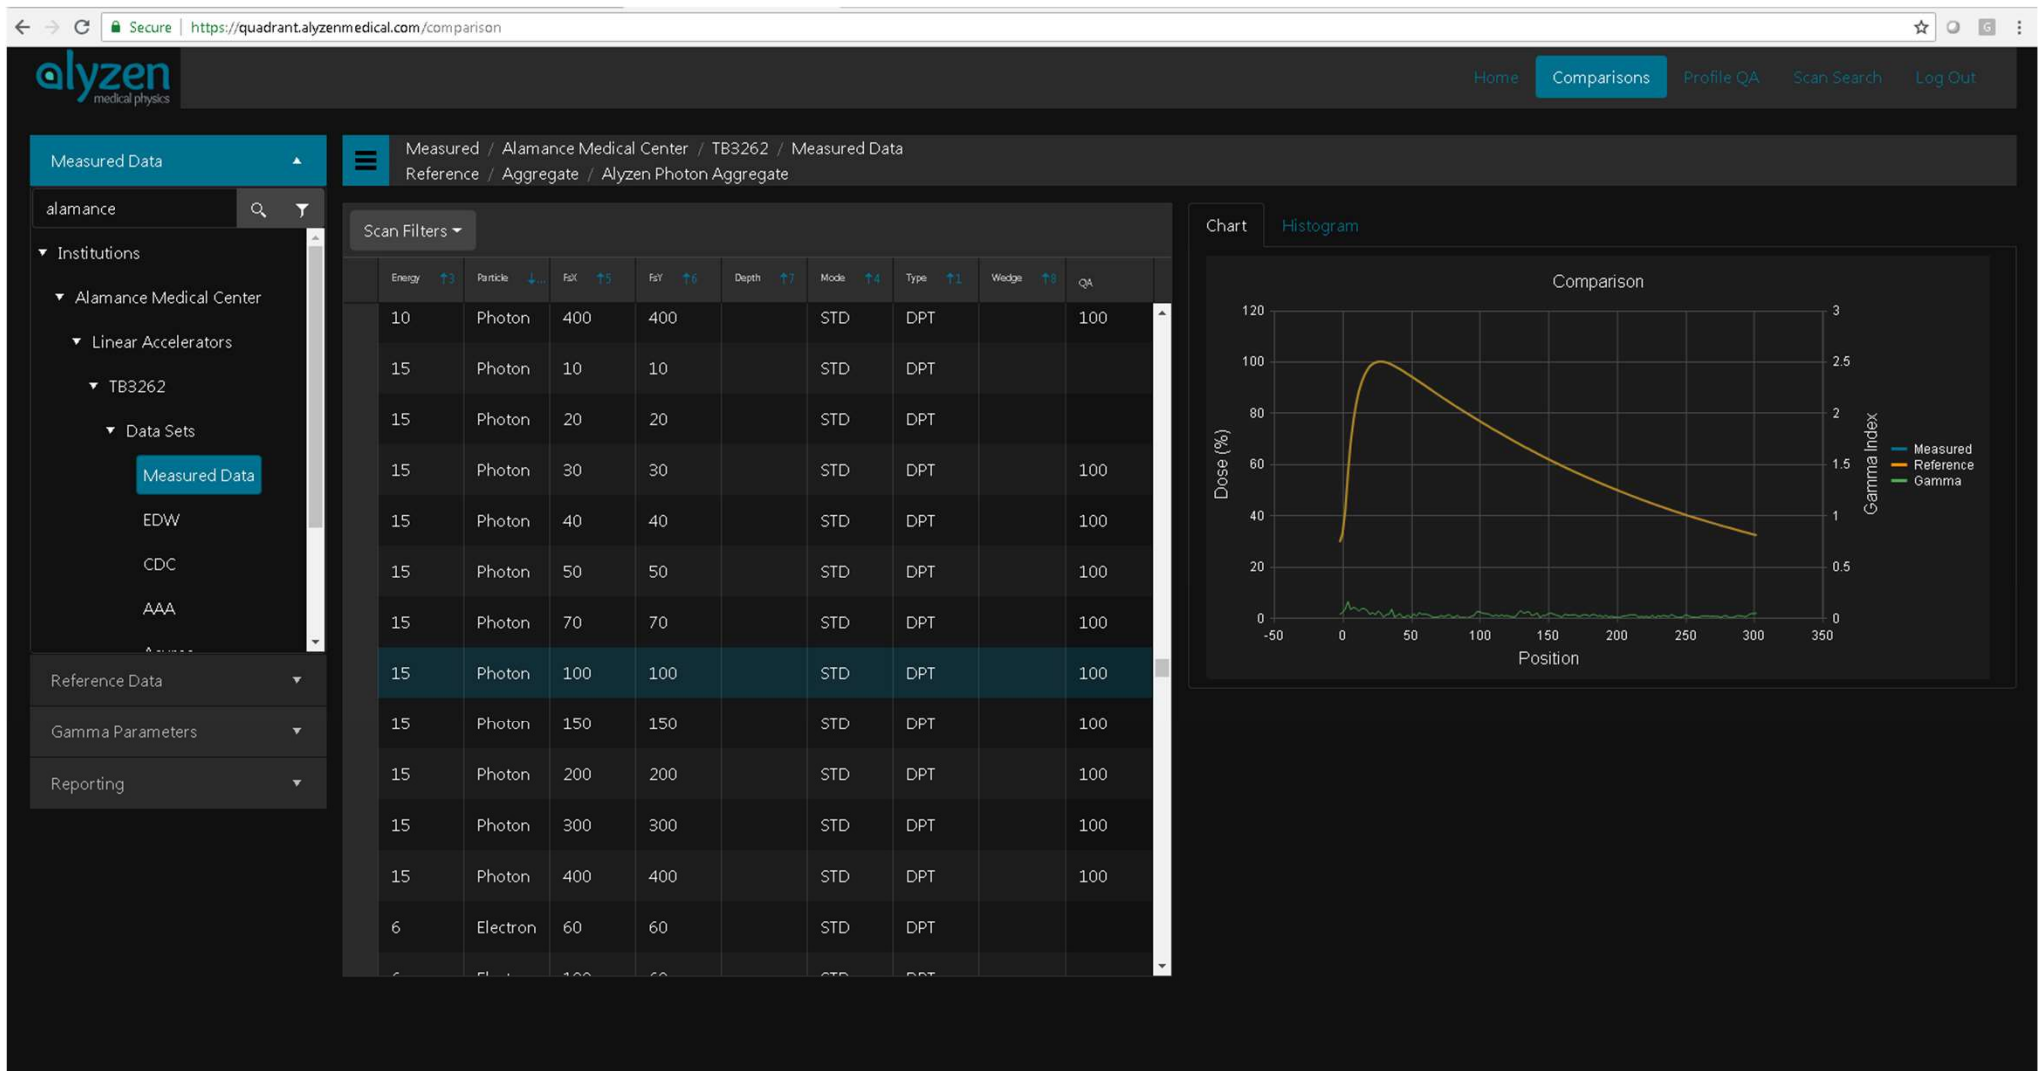 Secure | https://quadrant.alyzenmedical.com/comparison
alyzen
medical physics
Home Comparisons Profile QA Scan Search Log Out
Measured Data
alamance
Institutions
Alamance Medical Center
Linear Accelerators
TB3262
Data Sets
Measured Data
EDW
CDC
AAA
Reference Data
Gamma Parameters
Reporting
Measured / Alamance Medical Center / TB3262 / Measured Data
Reference / Aggregate / Alyzen Photon Aggregate
Scan Filters
Energy ↑3 Particle ↓... FsX ↑5 FsY ↑6 Depth ↑7 Mode ↑4 Type ↑1 Wedge ↑8 QA
10 Photon 400 400 STD DPT 100
15 Photon 10 10 STD DPT
15 Photon 20 20 STD DPT
15 Photon 30 30 STD DPT 100
15 Photon 40 40 STD DPT 100
15 Photon 50 50 STD DPT 100
15 Photon 70 70 STD DPT 100
15 Photon 100 100 STD DPT 100
15 Photon 150 150 STD DPT 100
15 Photon 200 200 STD DPT 100
15 Photon 300 300 STD DPT 100
15 Photon 400 400 STD DPT 100
6 Electron 60 60 STD DPT
Chart Histogram
Comparison
120 3
100 2.5
80 2
60 1.5
40 1
20 0.5
0 0
-50 0 50 100 150 200 250 300 350
Position
Dose (%)
Gamma Index
Measured
Reference
Gamma